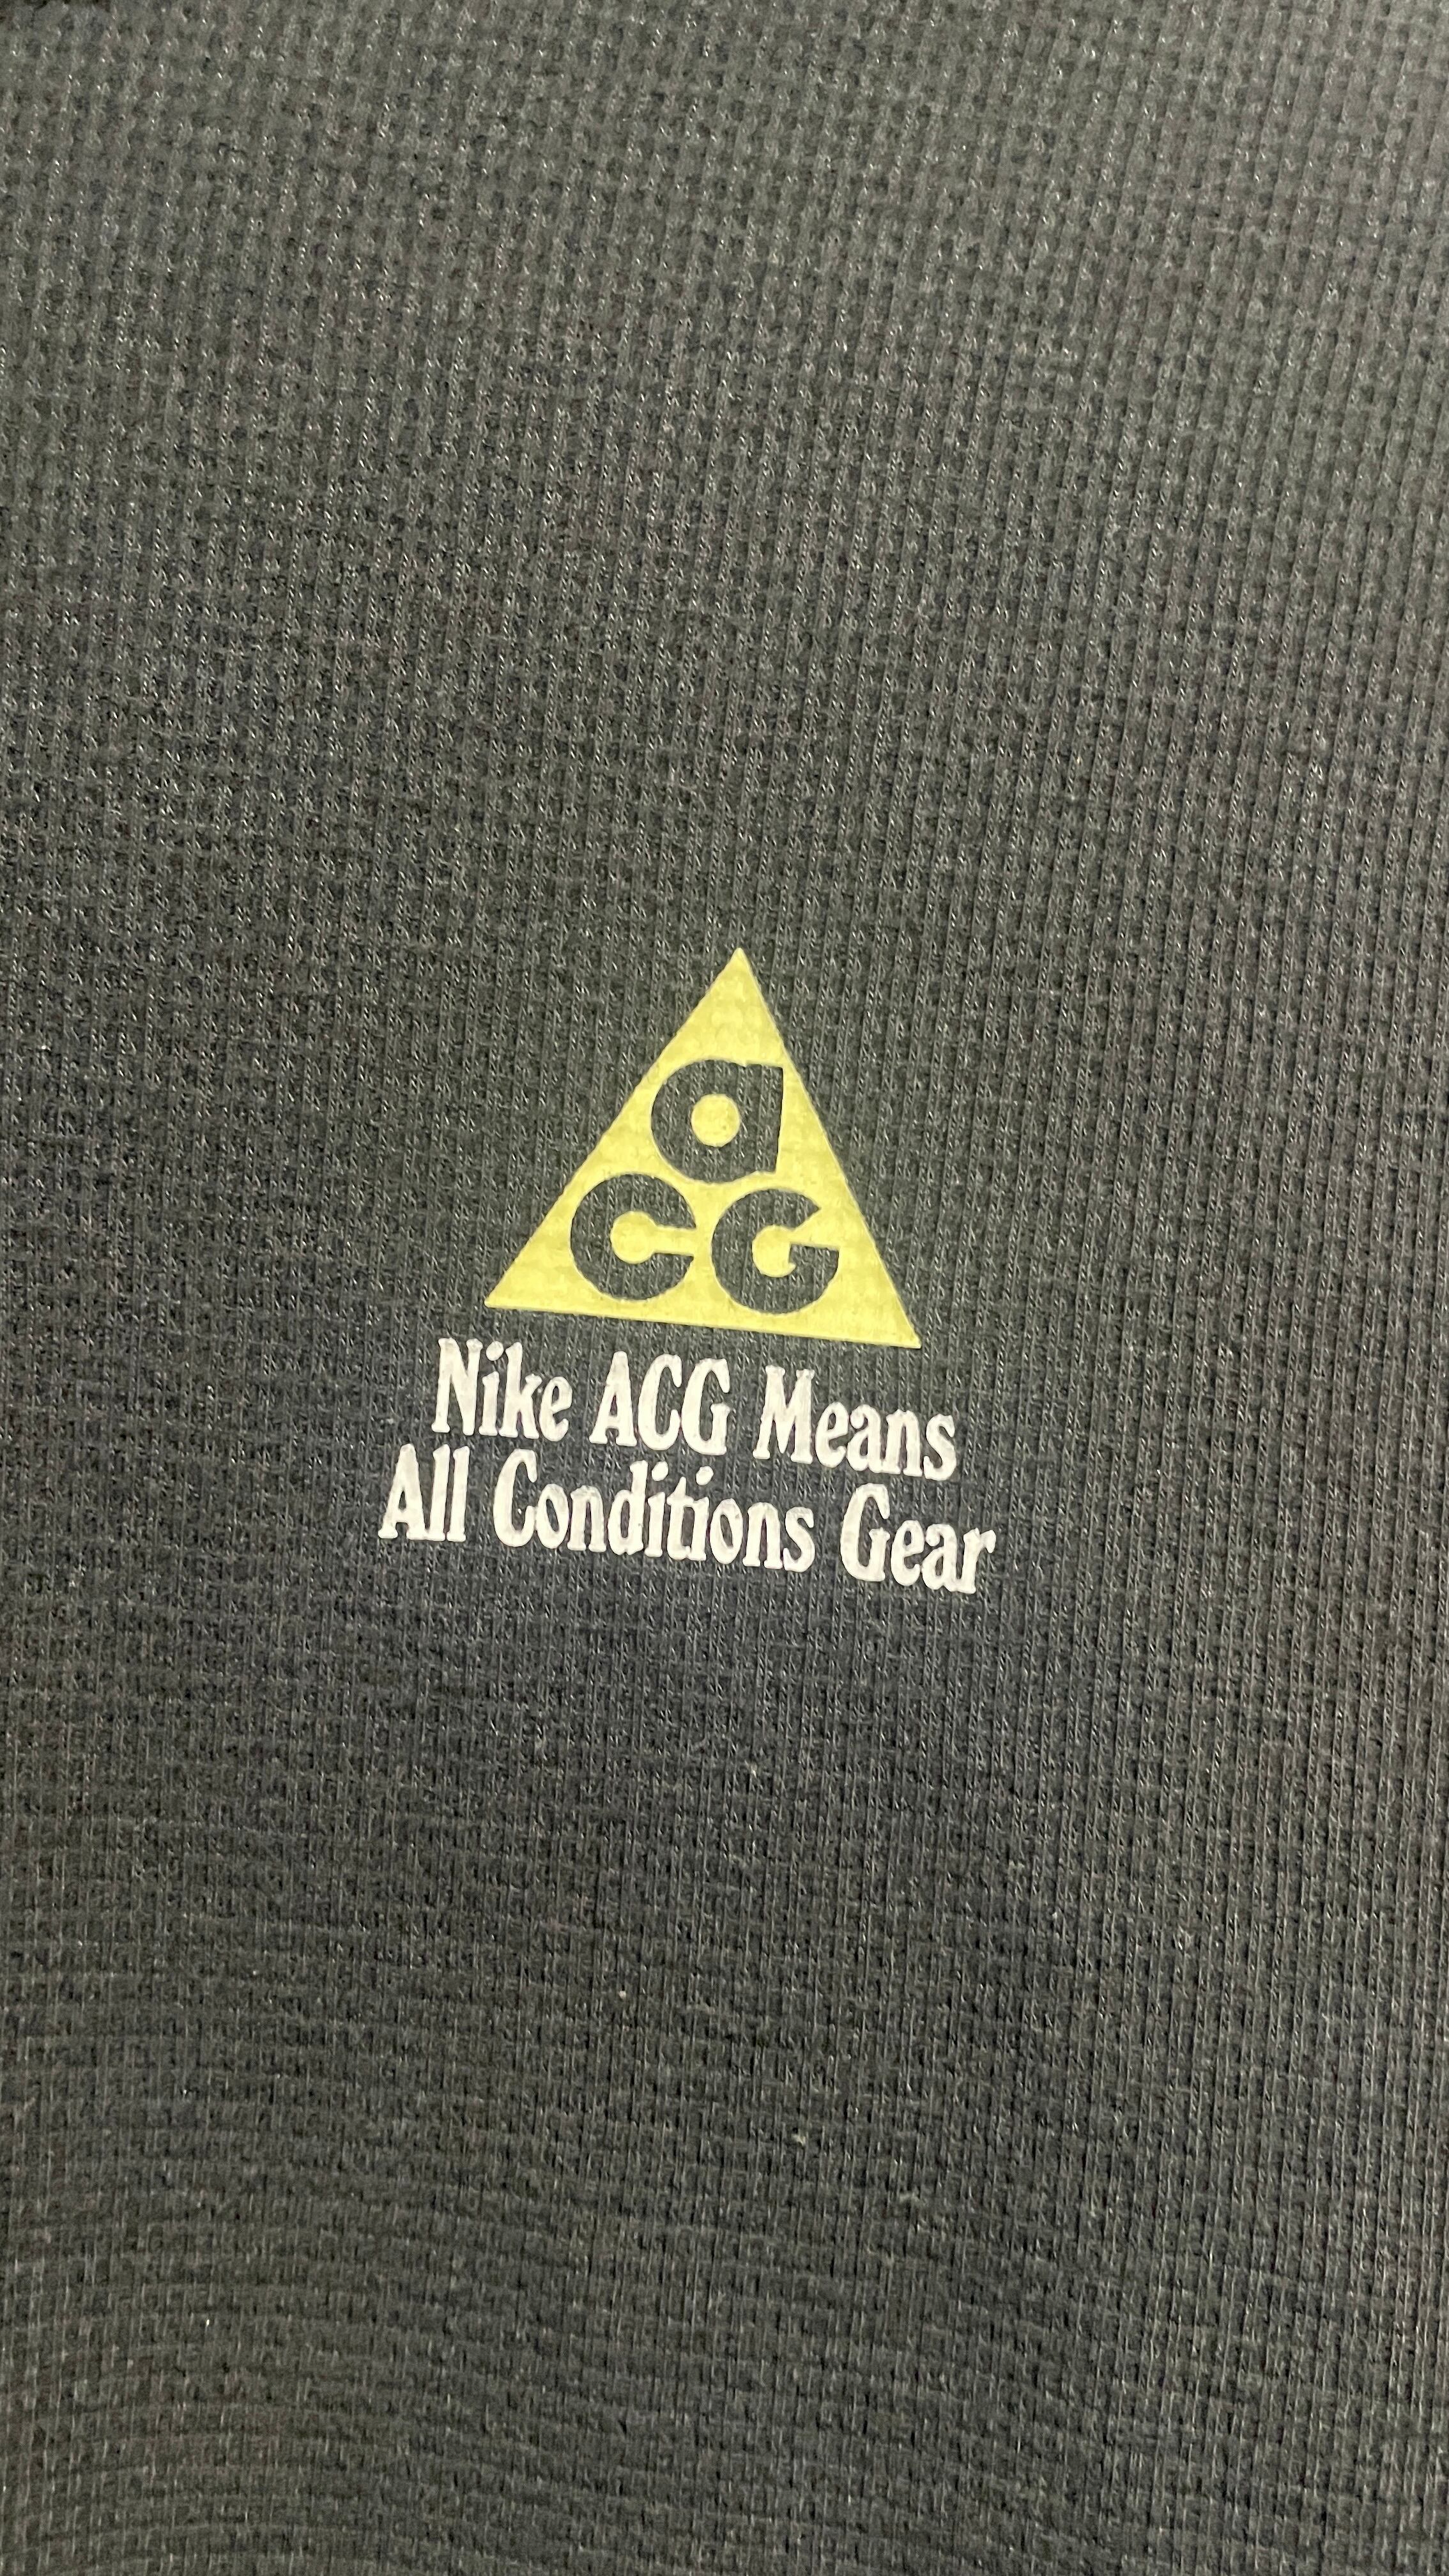 aCG
Nike ACG Means
All Conditions Gear